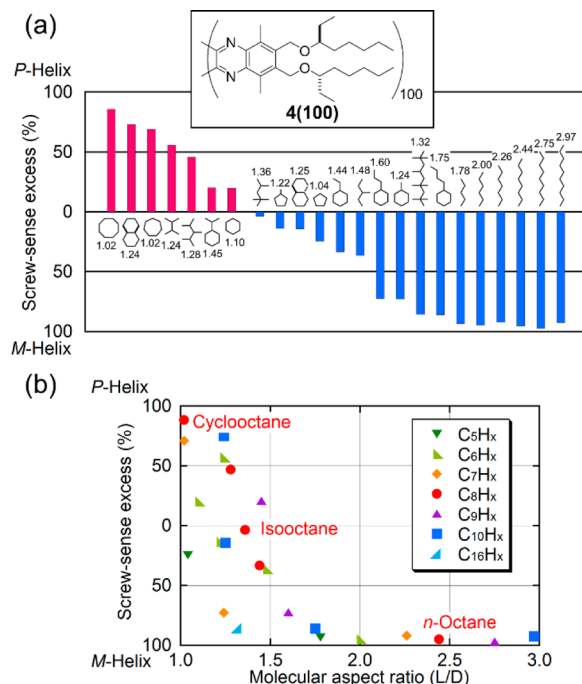 (a)
N
N
O
O
100
4(100)
P-Helix
Screw-sense excess (%)
100
50
0
50
100
M-Helix
1.02
1.24
1.02
1.24
1.28
1.45
1.10
1.36
1.22
1.25
1.04
1.44
1.48
1.60
1.24
1.32
1.75
1.78
2.00
2.26
2.44
2.75
2.97
(b)
P-Helix
Screw-sense excess (%)
100
50
0
50
100
M-Helix
Cyclooctane
Isooctane
n-Octane
C5Hx
C6Hx
C7Hx
C8Hx
C9Hx
C10Hx
C16Hx
1.0 1.5 2.0 2.5 3.0
Molecular aspect ratio (L/D)